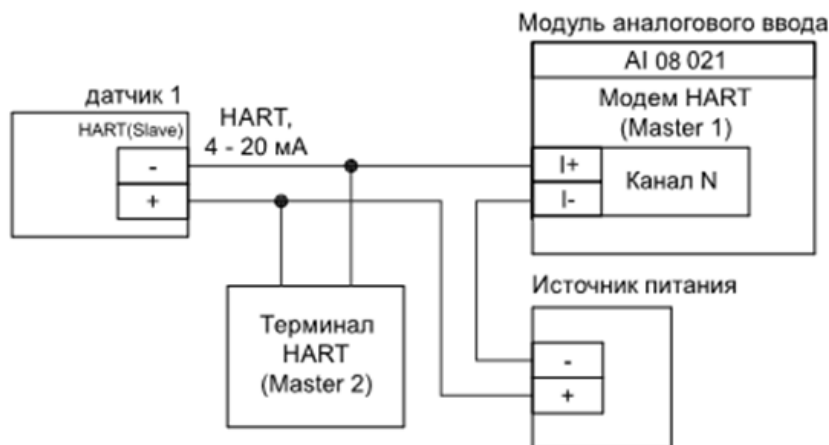 Модуль аналогового ввода
AI 08 021
Модем HART
(Master 1)
I+
I-
Канал N
датчик 1
HART(Slave)
-
+
HART,
4 - 20 мА
Терминал
HART
(Master 2)
Источник питания
-
+